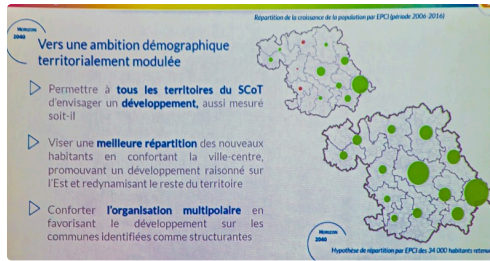 Répartition de la croissance de la population par EPCI (période 2006-2016)
HORIZON
2040
Vers une ambition démographique
territorialement modulée
Permettre à tous les territoires du SCoT
d'envisager un développement, aussi mesuré
soit-il
Viser une meilleure répartition des nouveaux
habitants en confortant la ville-centre,
promouvant un développement raisonné sur
l'Est et redynamisant le reste du territoire
Conforter l'organisation multipolaire en
favorisant le développement sur les
communes identifiées comme structurantes
HORIZON
2040
Hypothèse de répartition par EPCI des 34 000 habitants retenu